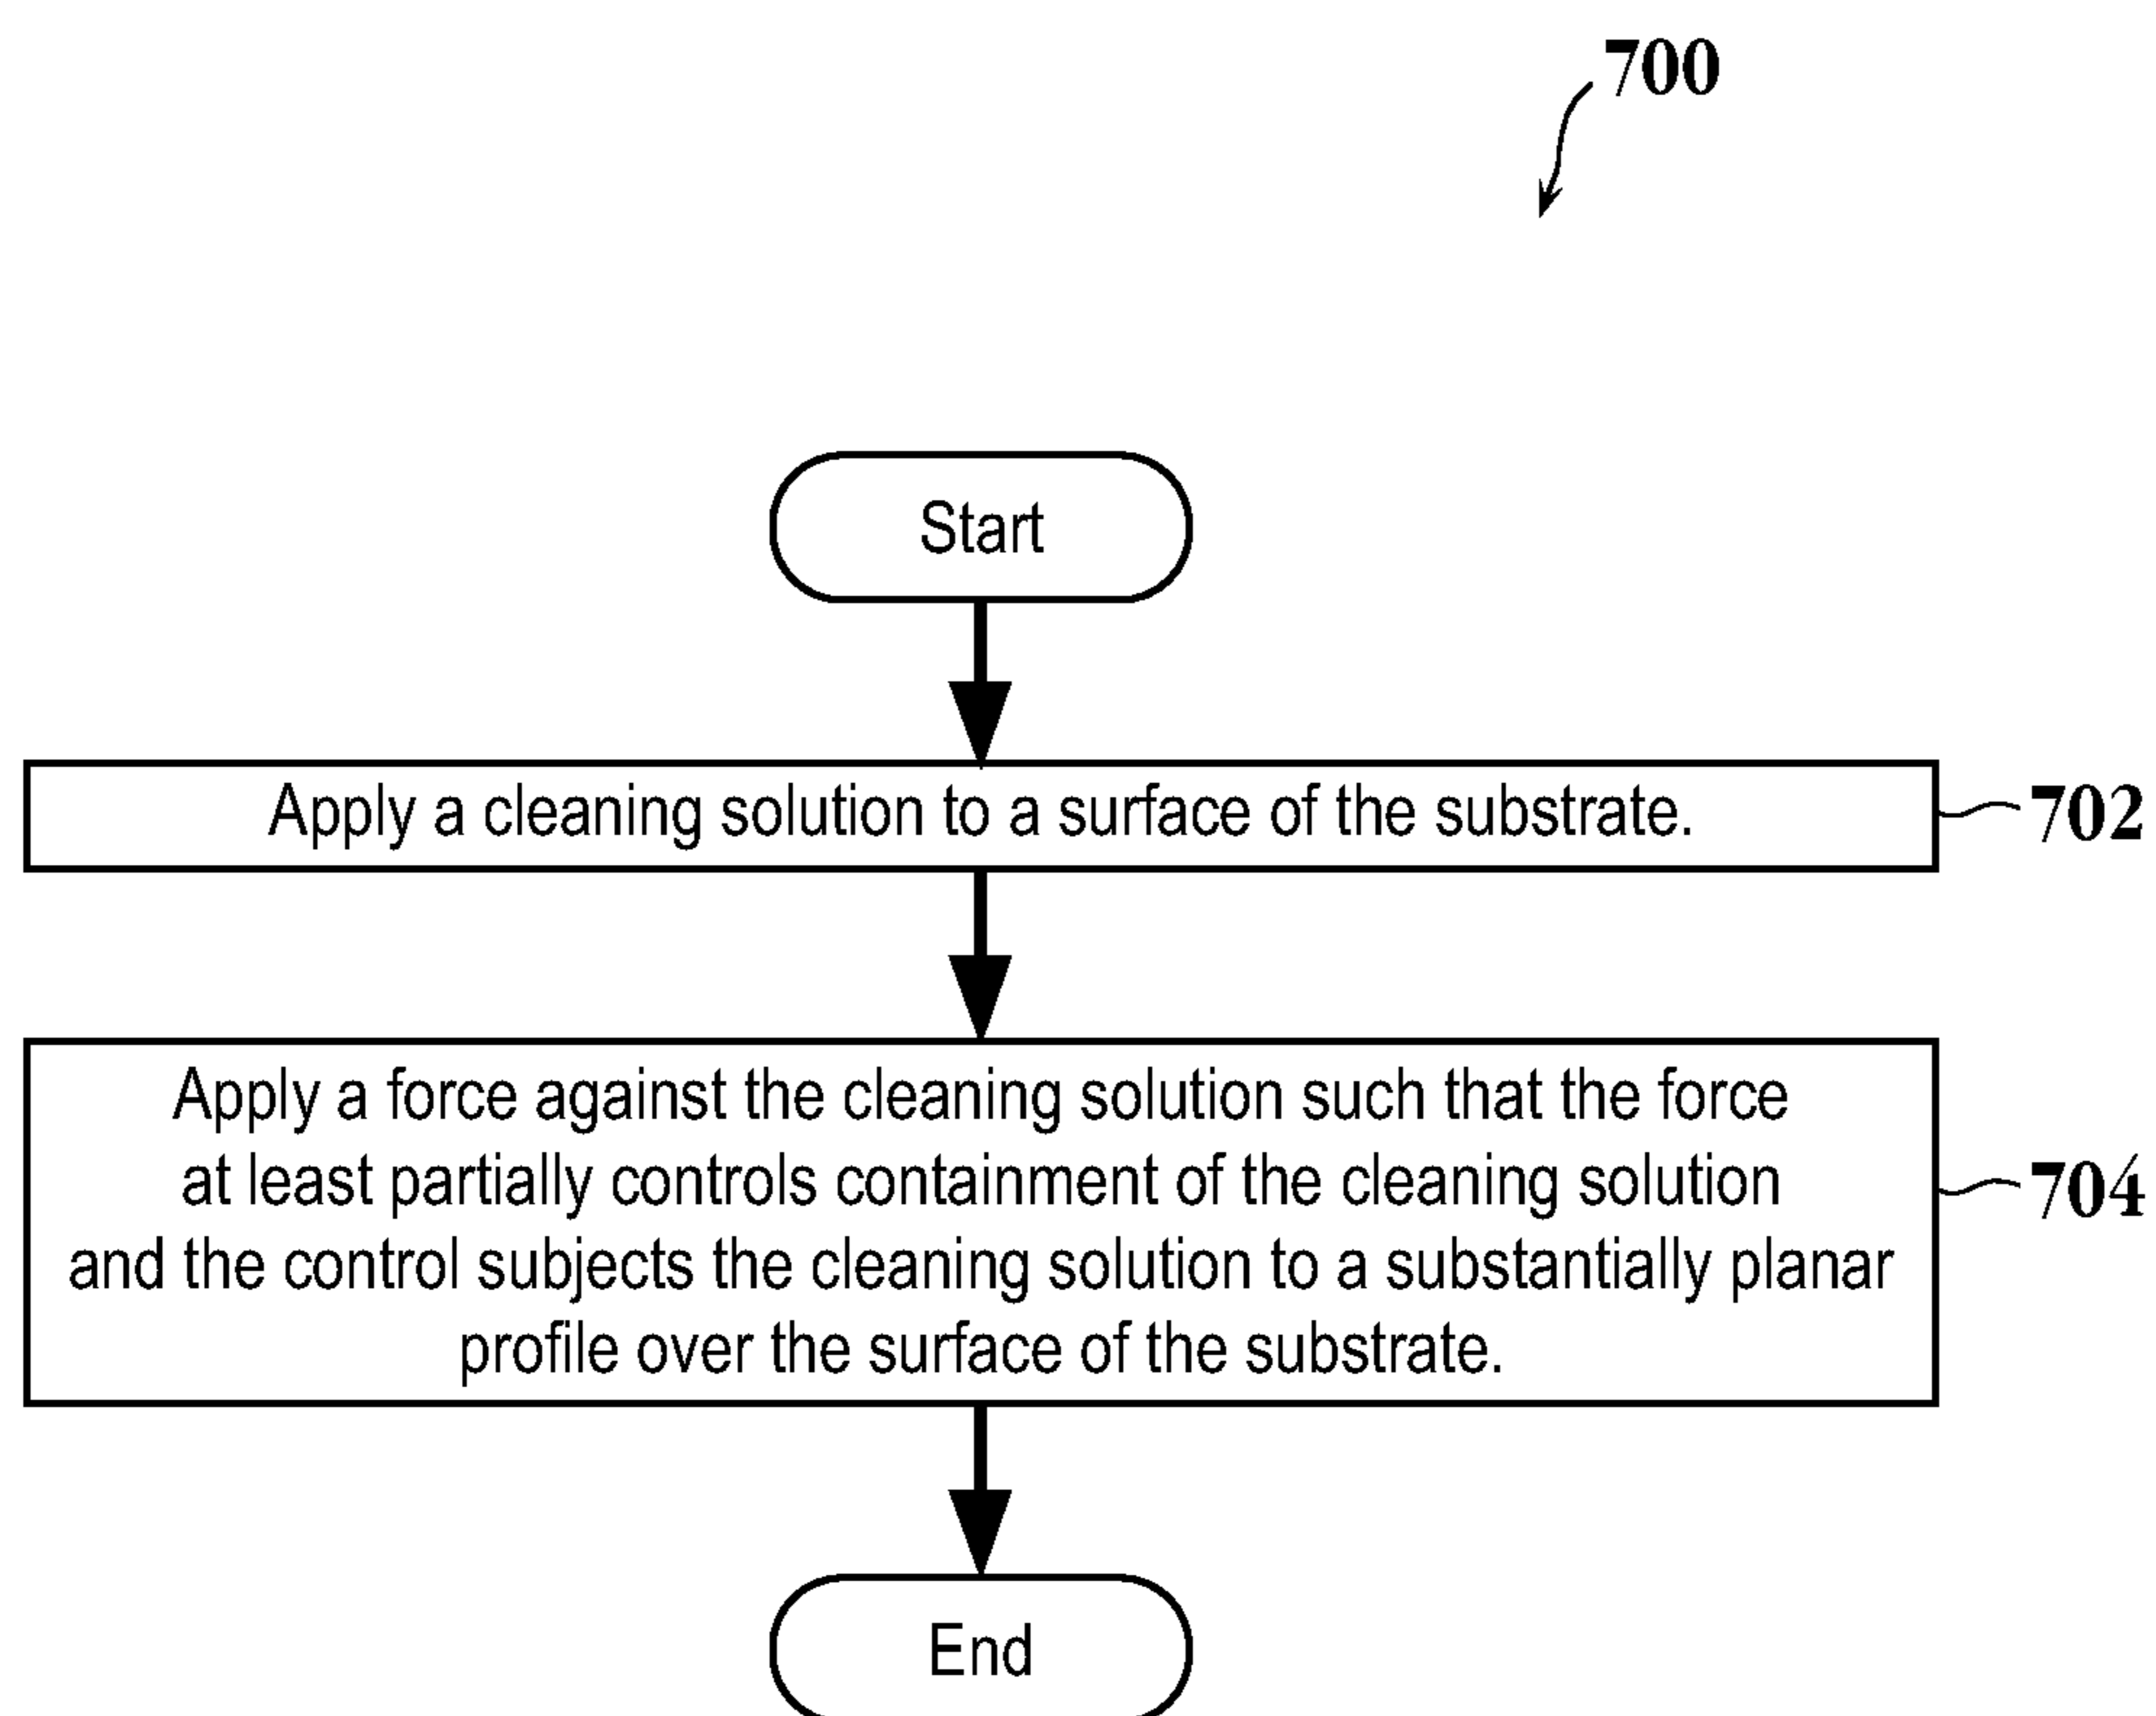 700
Start
Apply a cleaning solution to a surface of the substrate.
702
Apply a force against the cleaning solution such that the force
at least partially controls containment of the cleaning solution
and the control subjects the cleaning solution to a substantially planar
profile over the surface of the substrate.
704
End